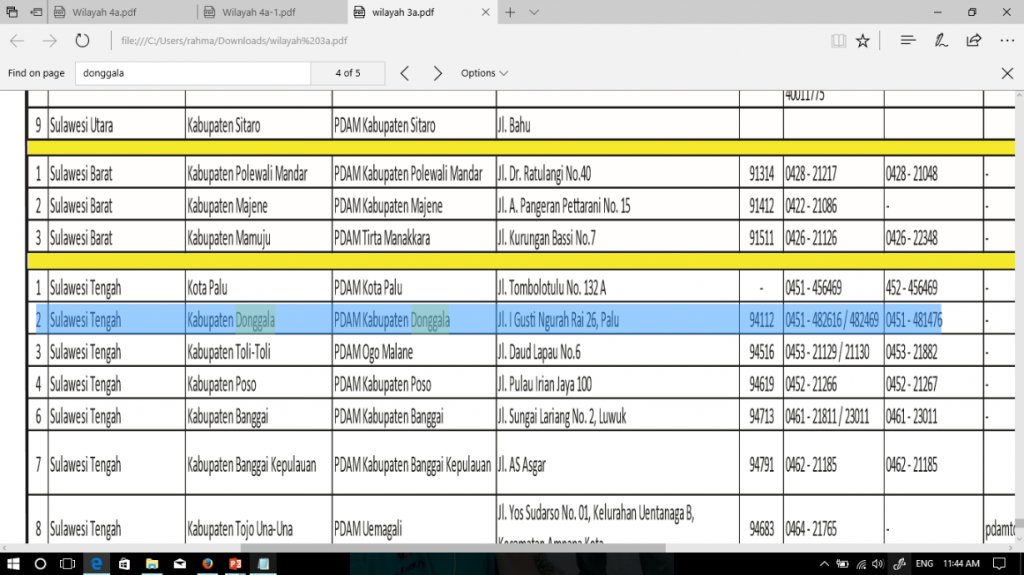 Wilayah 4a.pdf
Wilayah 4a-1.pdf
wilayah 3a.pdf
file:///C:/Users/rahma/Downloads/wilayah%203a.pdf
Find on page donggala 4 of 5 Options
40011775
9 Sulawesi Utara Kabupaten Sitaro PDAM Kabupaten Sitaro Jl. Bahu
1 Sulawesi Barat Kabupaten Polewali Mandar PDAM Kabupaten Polewali Mandar Jl. Dr. Ratulangi No.40 91314 0428 - 21217 0428 - 21048 -
2 Sulawesi Barat Kabupaten Majene PDAM Kabupaten Majene Jl. A. Pangeran Pettarani No. 15 91412 0422 - 21086 - -
3 Sulawesi Barat Kabupaten Mamuju PDAM Tirta Manakkara Jl. Kurungan Bassi No.7 91511 0426 - 21126 0426 - 22348 -
1 Sulawesi Tengah Kota Palu PDAM Kota Palu Jl. Tombolotulu No. 132 A - 0451 - 456469 452 - 456469 -
2 Sulawesi Tengah Kabupaten Donggala PDAM Kabupaten Donggala Jl. I Gusti Ngurah Rai 26, Palu 94112 0451 - 482616 / 482469 0451 - 481476 -
3 Sulawesi Tengah Kabupaten Toli-Toli PDAM Ogo Malane Jl. Daud Lapau No.6 94516 0453 - 21129 / 21130 0453 - 21882 -
4 Sulawesi Tengah Kabupaten Poso PDAM Kabupaten Poso Jl. Pulau Irian Jaya 100 94619 0452 - 21266 0452 - 21267 -
6 Sulawesi Tengah Kabupaten Banggai PDAM Kabupaten Banggai Jl. Sungai Lariang No. 2, Luwuk 94713 0461 - 21811 / 23011 0461 - 23011 -
7 Sulawesi Tengah Kabupaten Banggai Kepulauan PDAM Kabupaten Banggai Kepulauan Jl. AS Asgar 94791 0462 - 21185 0462 - 21185 -
Jl. Yos Sudarso No. 01, Kelurahan Uentanaga B,
8 Sulawesi Tengah Kabupaten Tojo Una-Una PDAM Uemagali 94683 0464 - 21765 - pdamto
Kecamatan Ampana Kota
ENG 11:44 AM